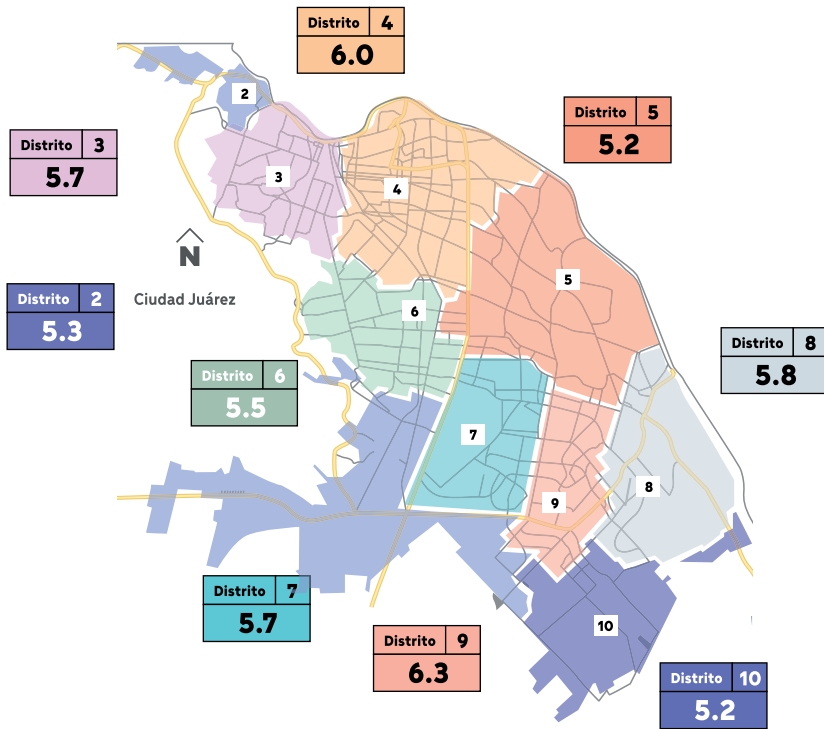 Distrito 4
6.0
Distrito 5
5.2
Distrito 3
5.7
Distrito 2
5.3
Distrito 6
5.5
Distrito 8
5.8
Distrito 7
5.7
Distrito 9
6.3
Distrito 10
5.2
N
Ciudad Juárez
2
3
4
5
6
7
8
9
10